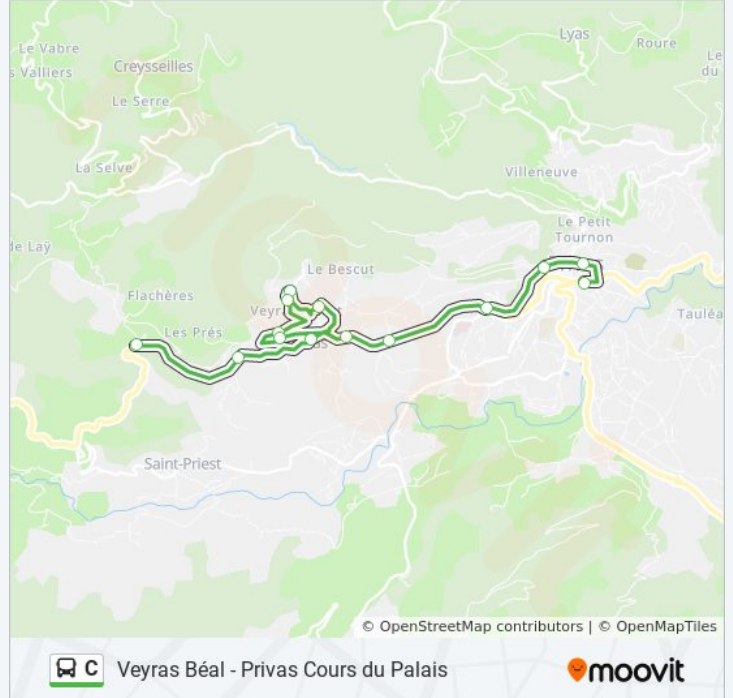 Le Vabre
s Valliers
Creysseilles
Le Serre
La Selve
Lyas
Roure
Le
du
Villeneuve
Le Petit
Tournon
de Laÿ
Le Bescut
Flachères
Les Prés
Tauléa
Saint-Priest
© OpenStreetMap contributors | © OpenMapTiles
C Veyras Béal - Privas Cours du Palais
moovit